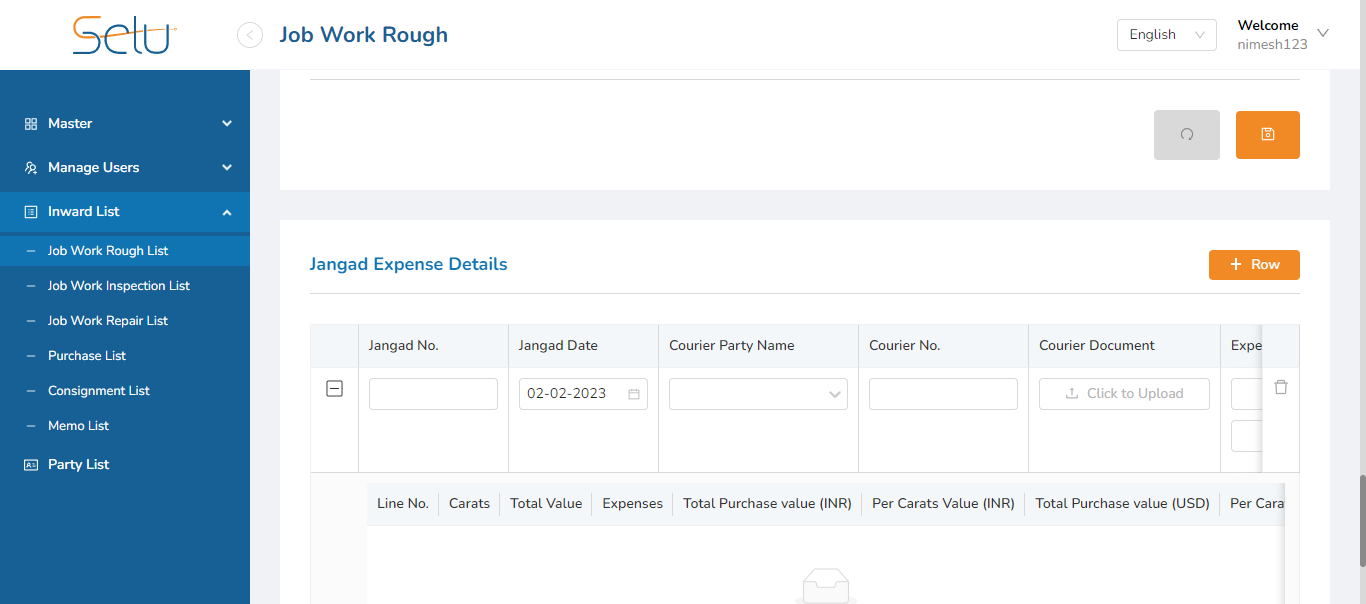 Selu
Job Work Rough
English
Welcome
nimesh123
Master
Manage Users
Inward List
Job Work Rough List
Job Work Inspection List
Job Work Repair List
Purchase List
Consignment List
Memo List
Party List
Jangad Expense Details
+ Row
Jangad No. Jangad Date Courier Party Name Courier No. Courier Document Expe
02-02-2023 Click to Upload
Line No. Carats Total Value Expenses Total Purchase value (INR) Per Carats Value (INR) Total Purchase value (USD) Per Cara